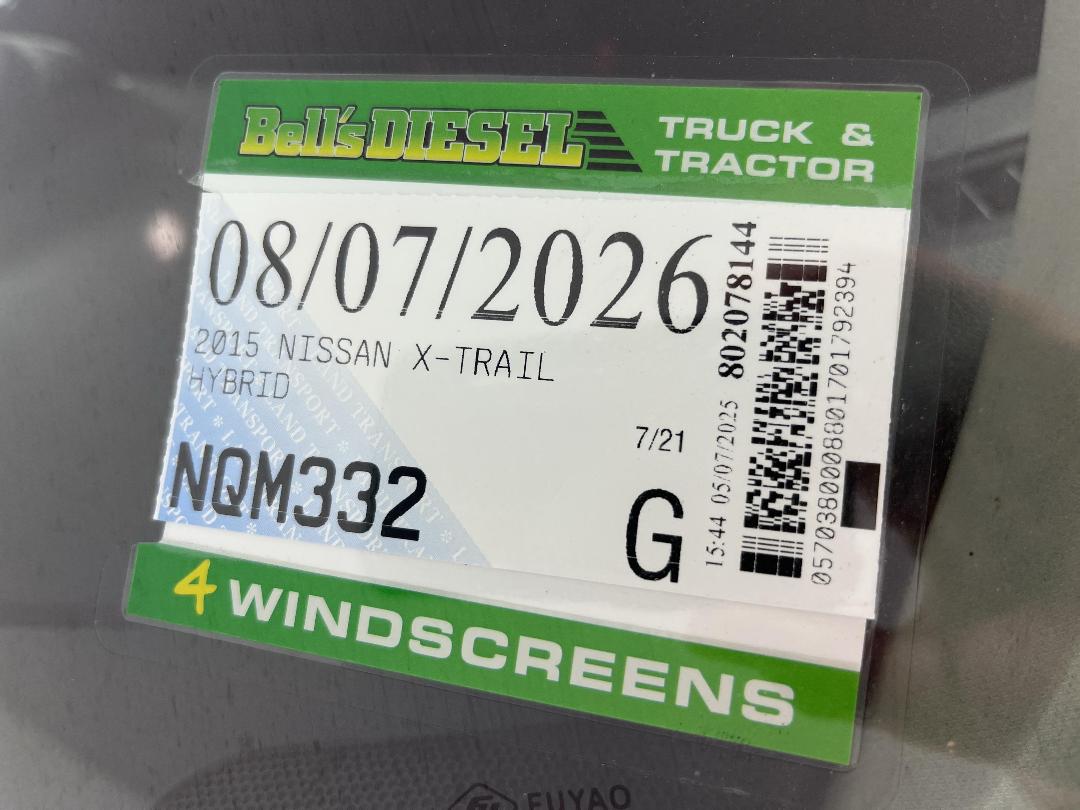 Bell's DIESEL
TRUCK &
TRACTOR
08/07/2026
2015 NISSAN X-TRAIL
HYBRID
7/21
NQM332
G
802078144
15:44 05/07/2025
05703800008801701792394
4 WINDSCREENS
FUYAO